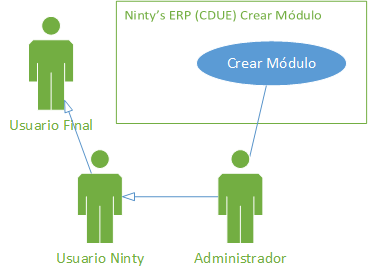 Ninty's ERP (CDUE) Crear Módulo
Crear Módulo
Usuario Final
Usuario Ninty
Administrador